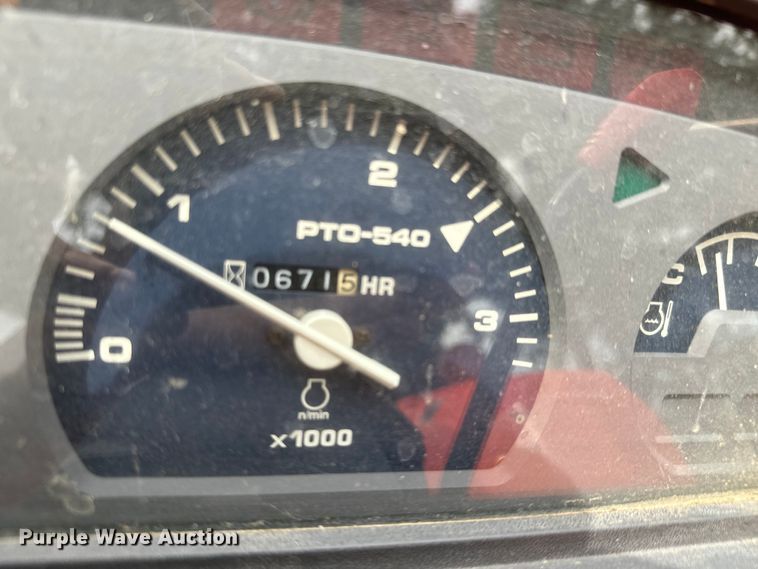 1
2
PTO-540
06715 HR
C
0
3
n/min
x1000
Purple Wave Auction